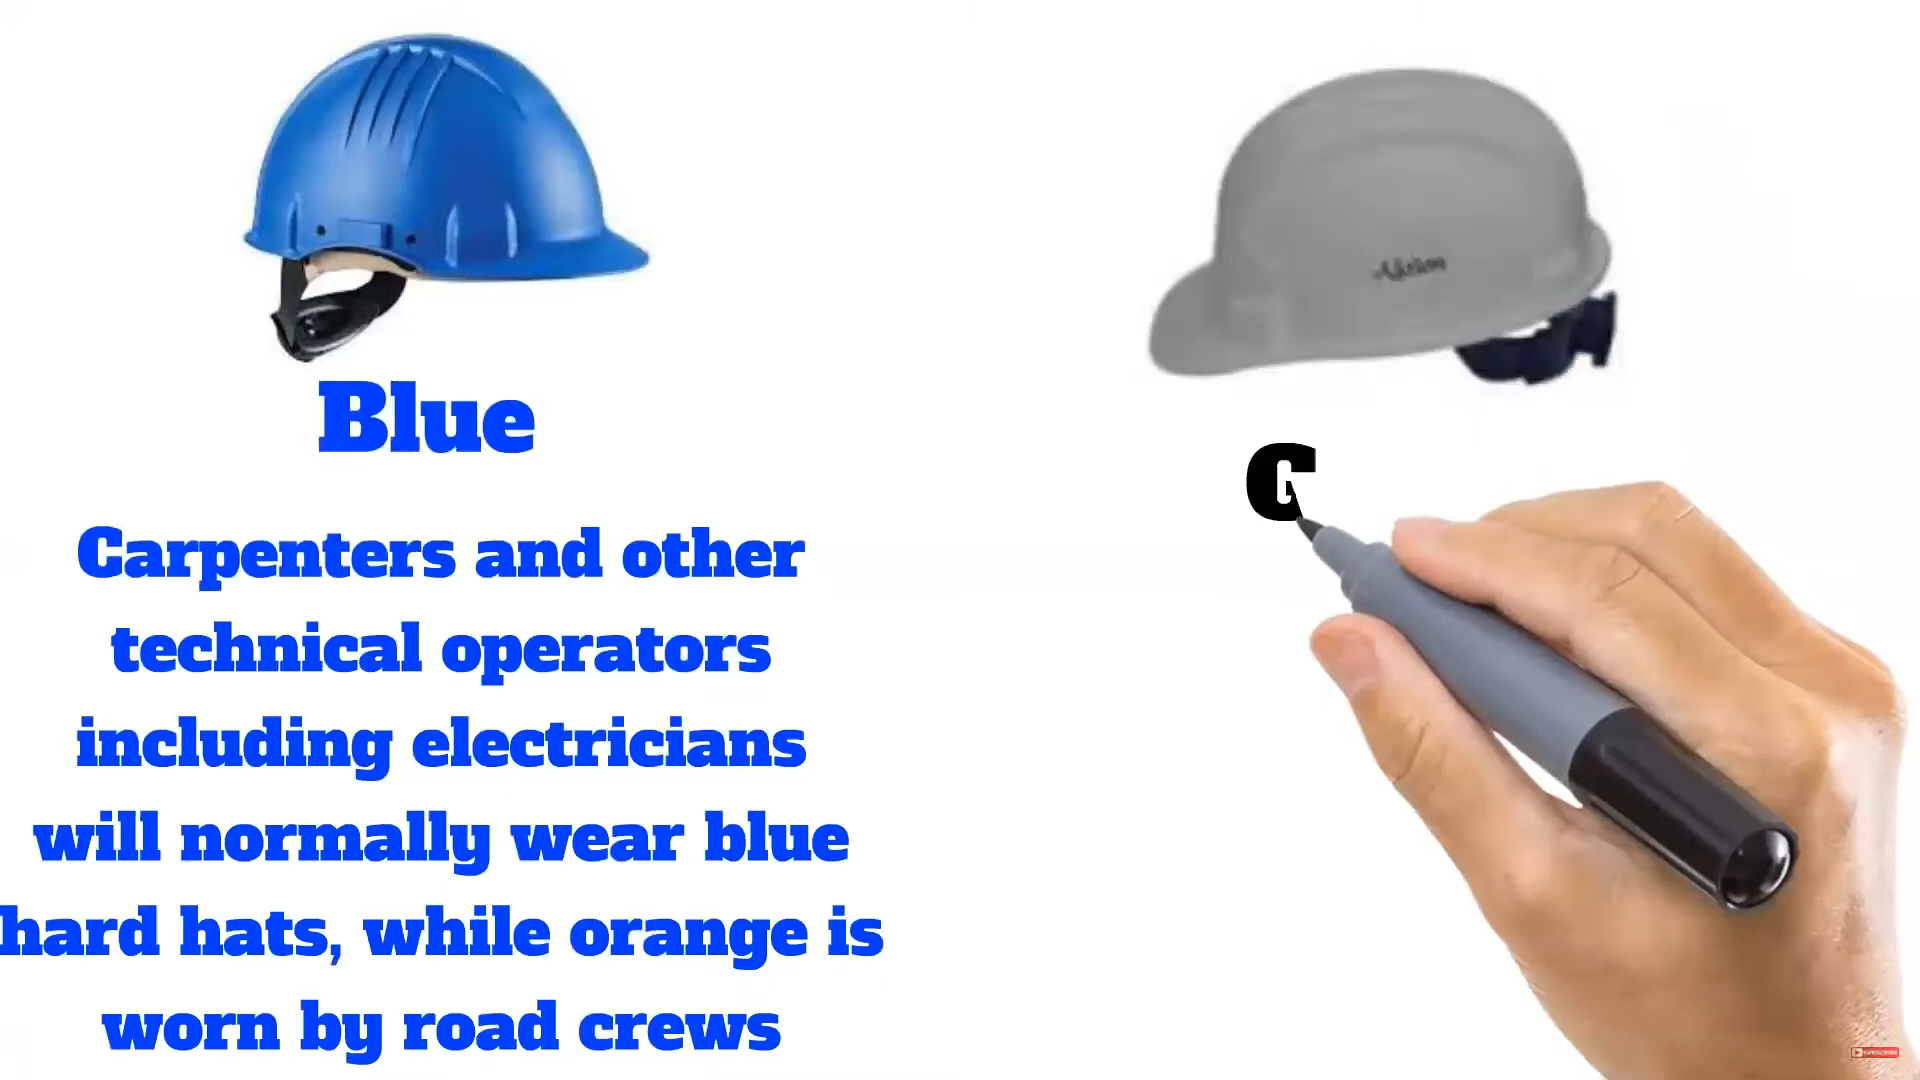 Blue
Carpenters and other
technical operators
including electricians
will normally wear blue
hard hats, while orange is
worn by road crews
G
SUBSCRIBE